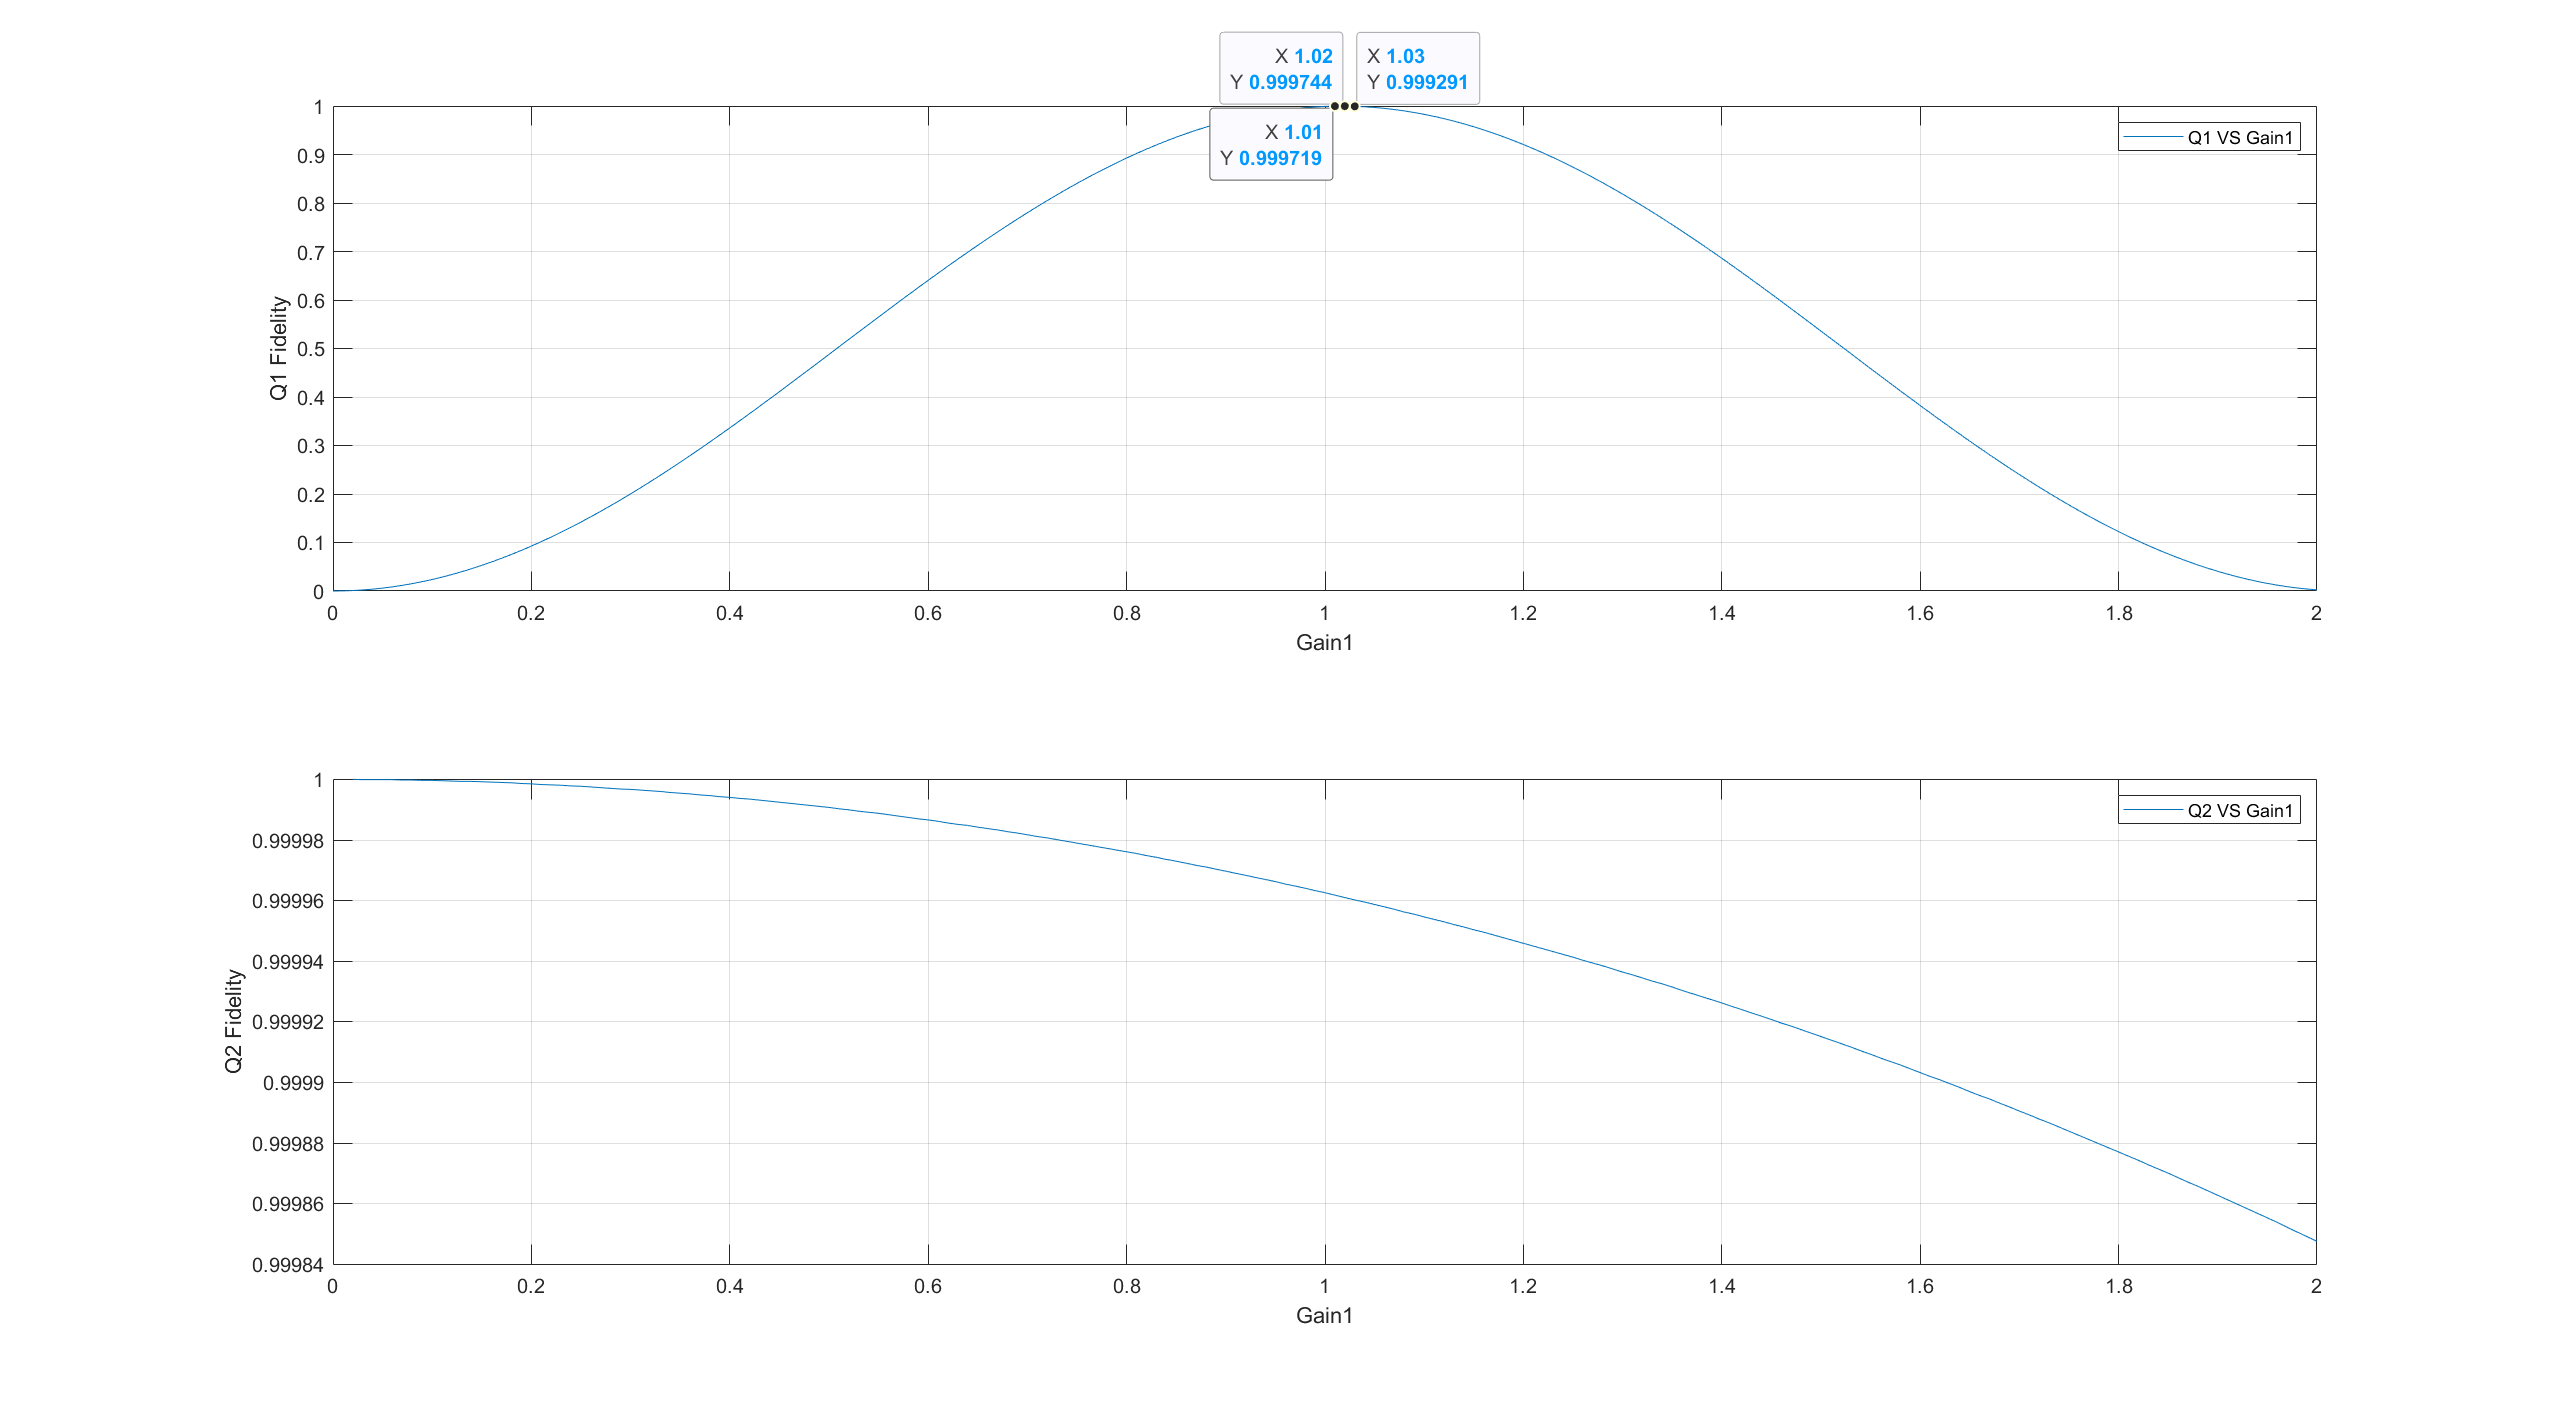 X 1.02
Y 0.999744
X 1.03
Y 0.999291
X 1.01
Y 0.999719
Q1 VS Gain1
1
0.9
0.8
0.7
0.6
0.5
0.4
0.3
0.2
0.1
0
Q1 Fidelity
0 0.2 0.4 0.6 0.8 1 1.2 1.4 1.6 1.8 2
Gain1
Q2 VS Gain1
1
0.99998
0.99996
0.99994
0.99992
0.9999
0.99988
0.99986
0.99984
Q2 Fidelity
0 0.2 0.4 0.6 0.8 1 1.2 1.4 1.6 1.8 2
Gain1